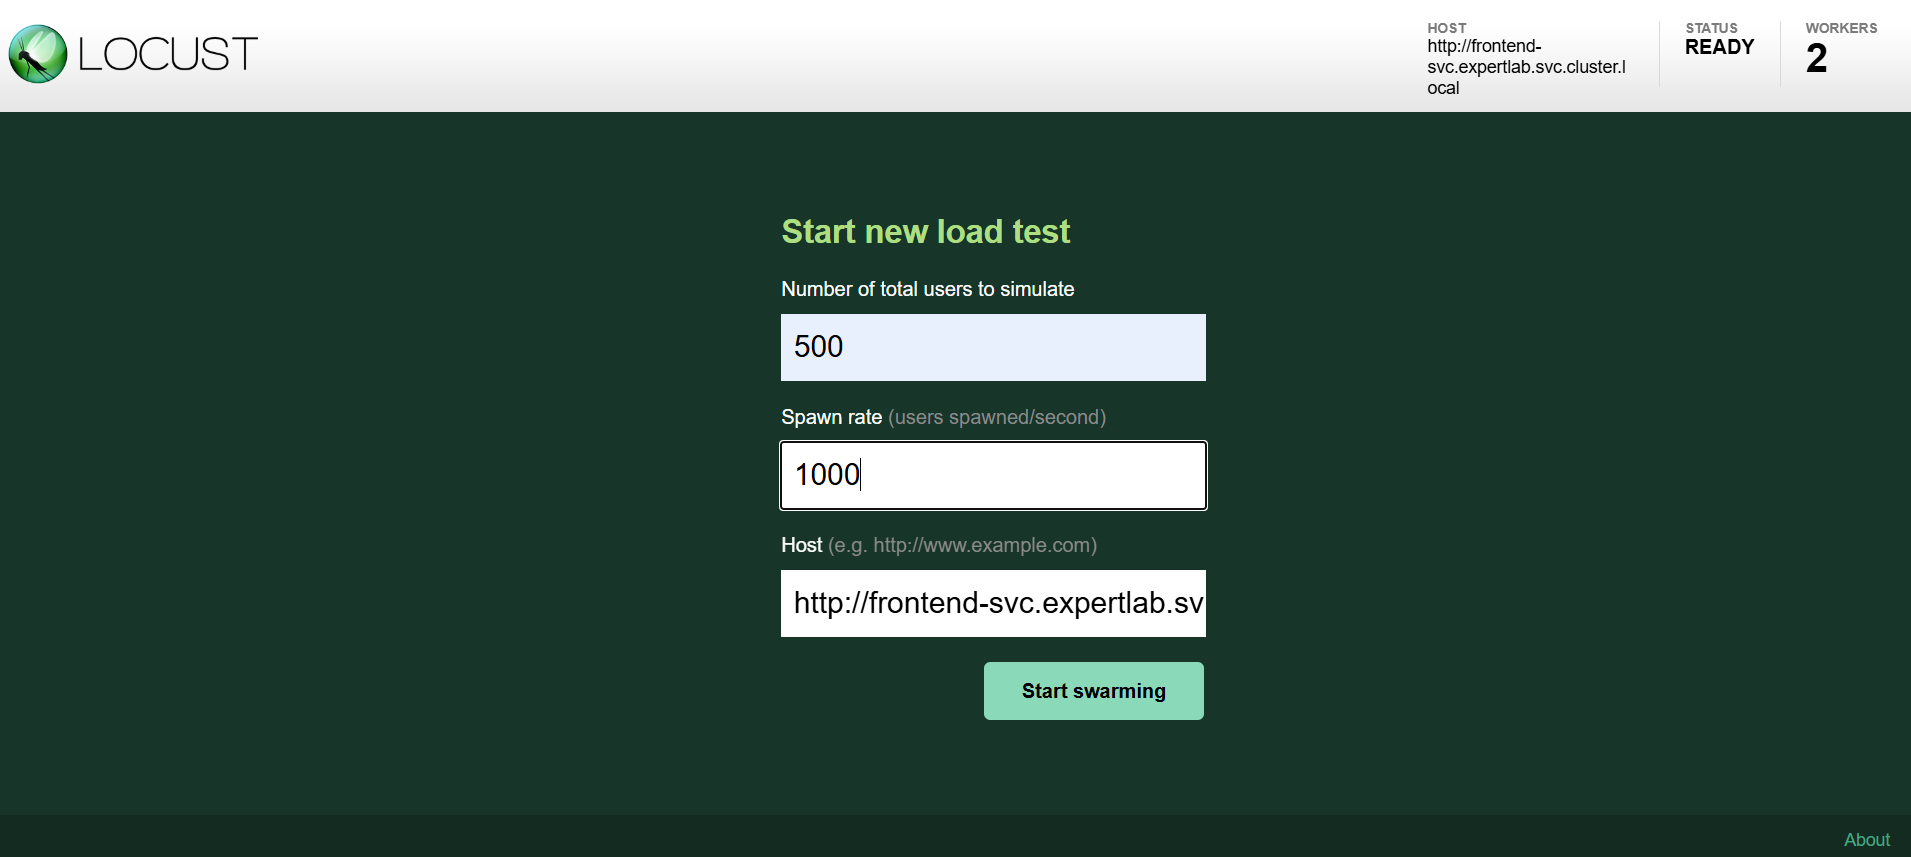 LOCUST
HOST
http://frontend-
svc.expertlab.svc.cluster.l
ocal
STATUS
READY
WORKERS
2
Start new load test
Number of total users to simulate
500
Spawn rate (users spawned/second)
1000
Host (e.g. http://www.example.com)
http://frontend-svc.expertlab.sv
Start swarming
About